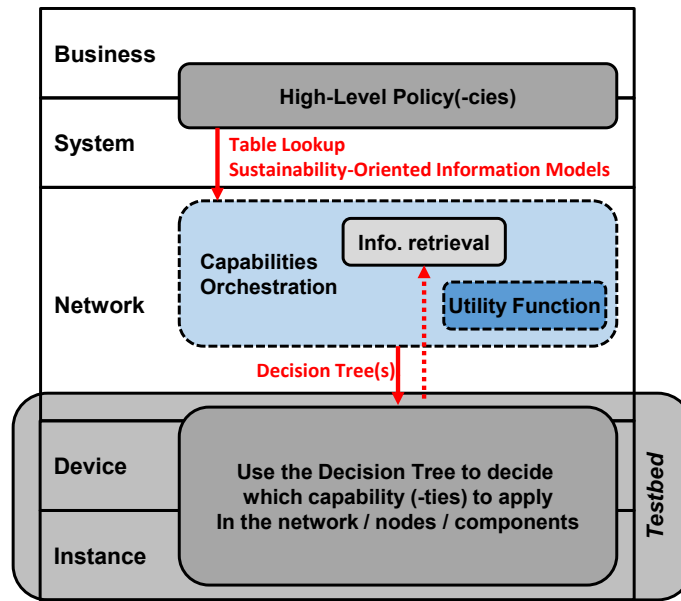 Business
High-Level Policy(-cies)
System
Table Lookup
Sustainability-Oriented Information Models
Info. retrieval
Capabilities
Orchestration
Network
Utility Function
Decision Tree(s)
Device
Use the Decision Tree to decide
which capability (-ties) to apply
In the network / nodes / components
Instance
Testbed